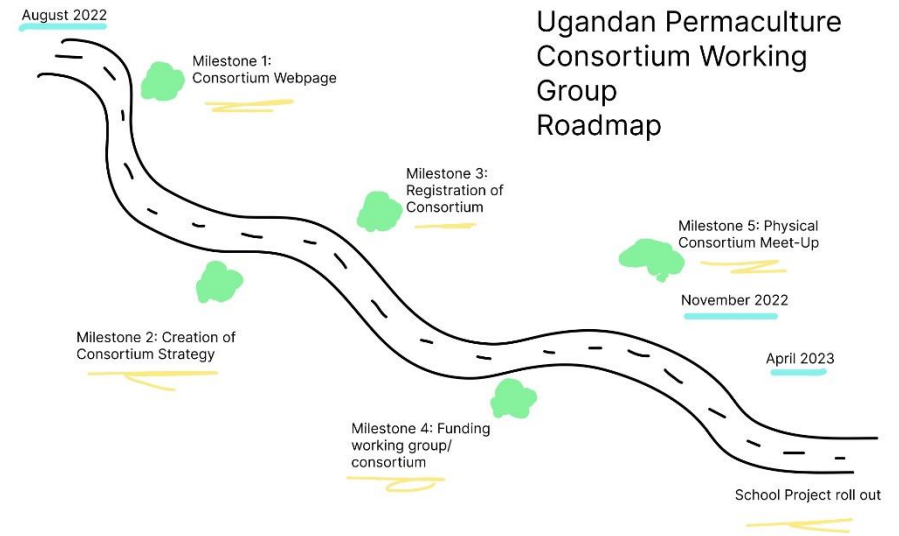 August 2022
Ugandan Permaculture
Consortium Working
Group
Roadmap
Milestone 1:
Consortium Webpage
Milestone 3:
Registration of
Consortium
Milestone 5: Physical
Consortium Meet-Up
November 2022
Milestone 2: Creation of
Consortium Strategy
April 2023
Milestone 4: Funding
working group/
consortium
School Project roll out